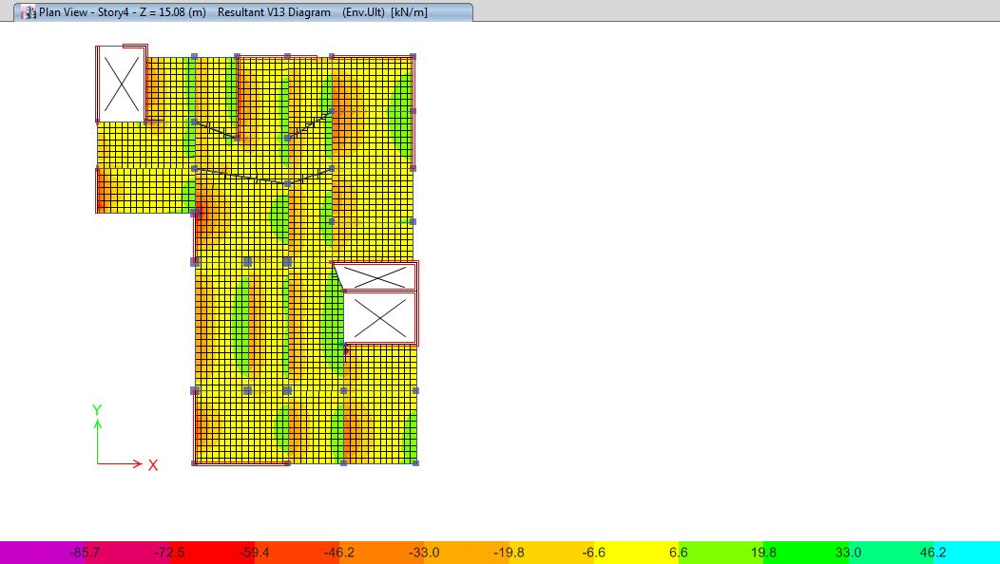 Plan View - Story4 - Z = 15.08 (m) Resultant V13 Diagram (Env.Ult) [kN/m]
Y
X
-85.7 -72.5 -59.4 -46.2 -33.0 -19.8 -6.6 6.6 19.8 33.0 46.2